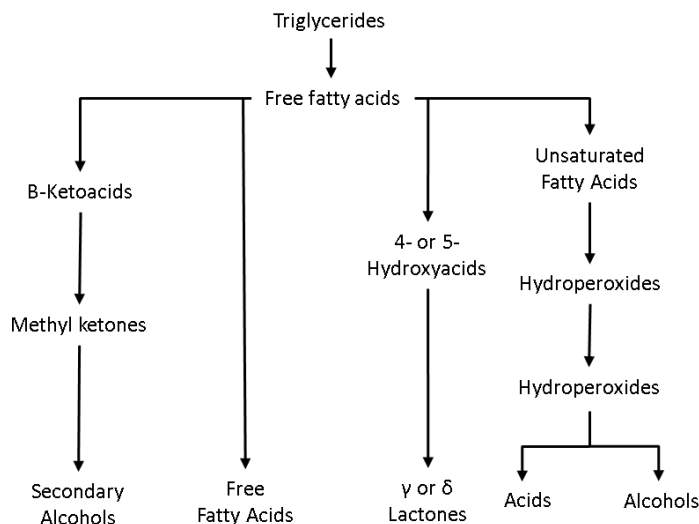 Triglycerides
Free fatty acids
Unsaturated
Fatty Acids
B-Ketoacids
4- or 5-
Hydroxyacids
Hydroperoxides
Methyl ketones
Hydroperoxides
Secondary
Alcohols
Free
Fatty Acids
γ or δ
Lactones
Acids
Alcohols